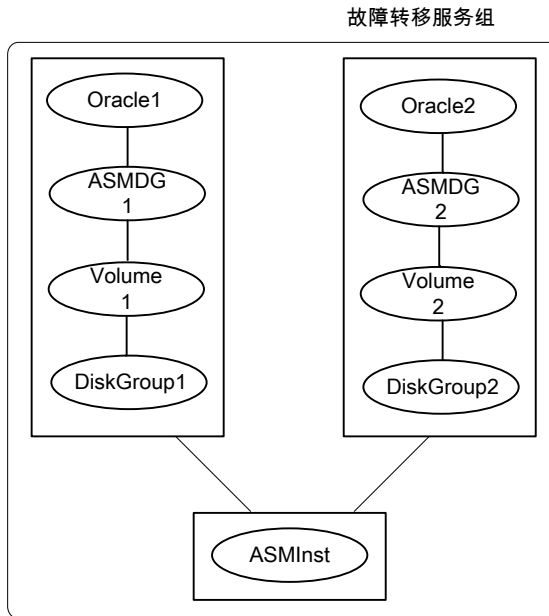 故障转移服务组
Oracle1
ASMDG
1
Volume
1
DiskGroup1
Oracle2
ASMDG
2
Volume
2
DiskGroup2
ASMInst